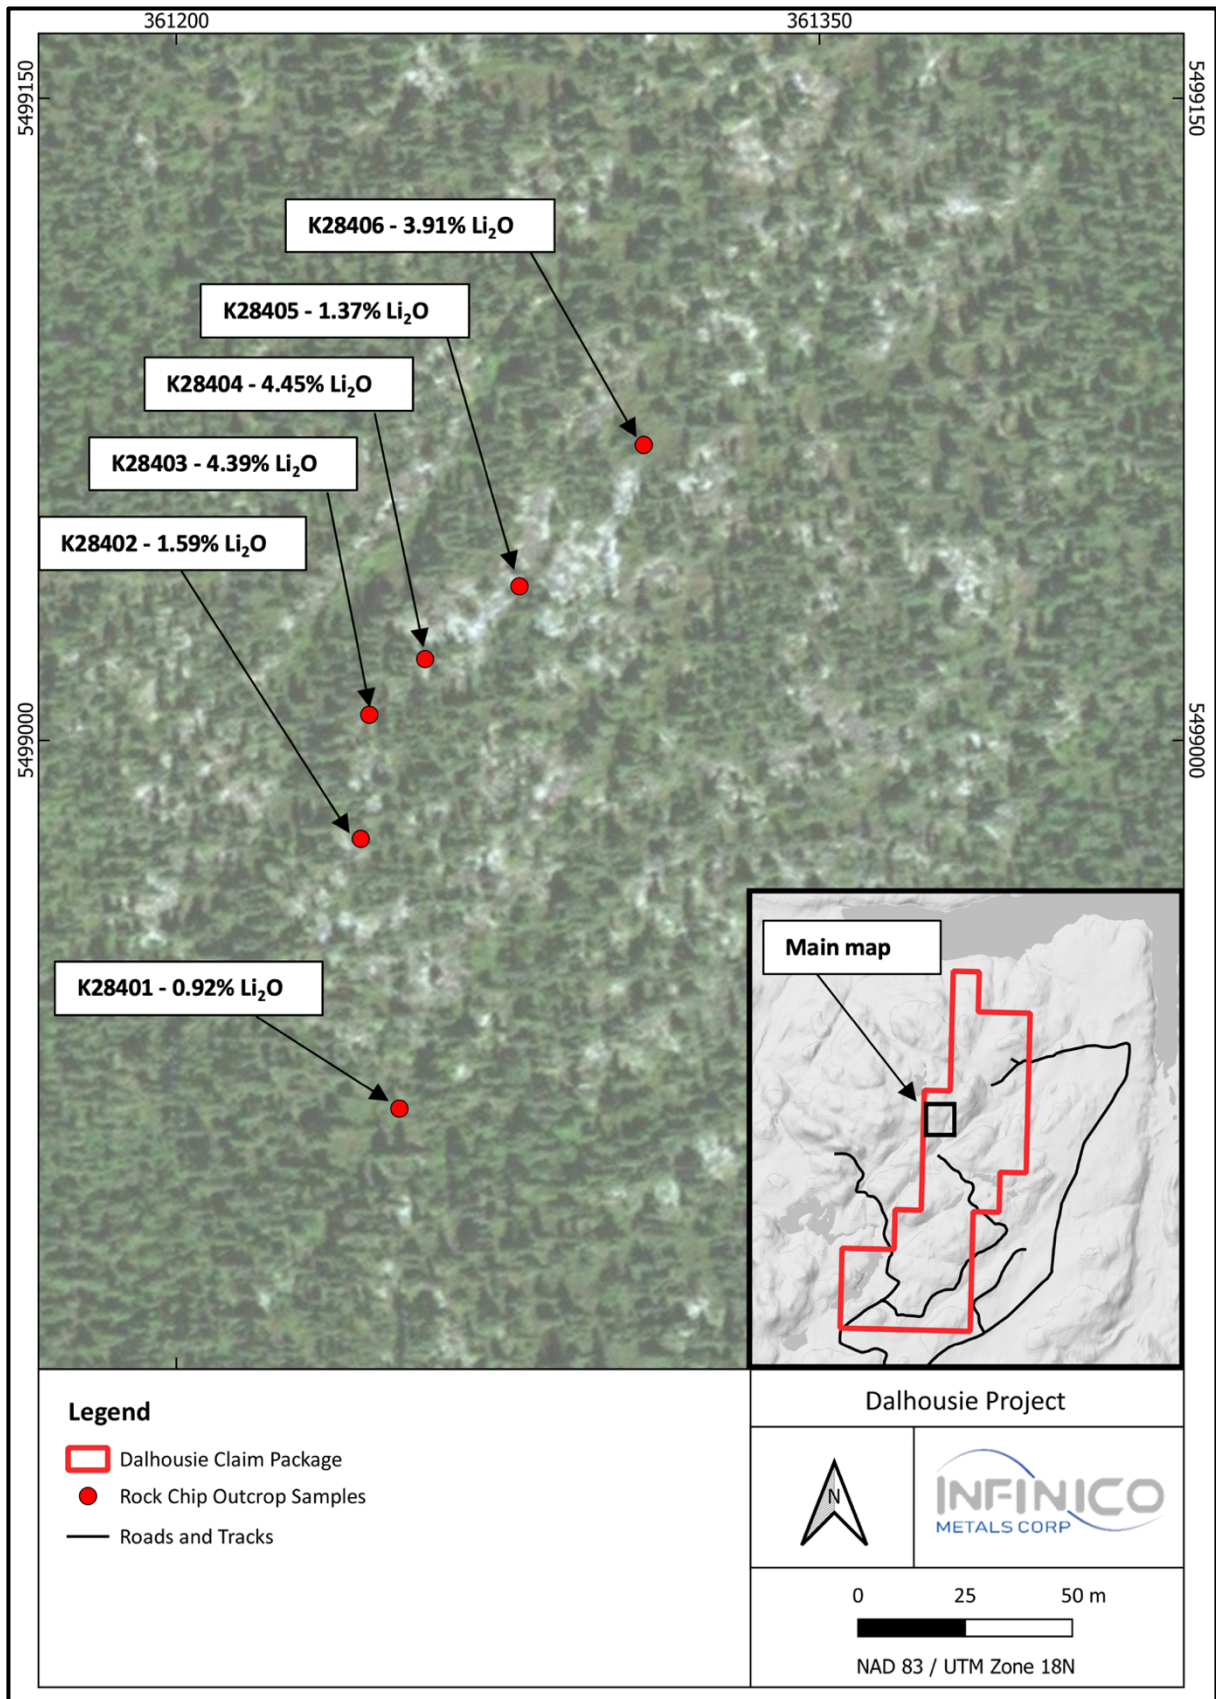 361200
361350
5499150
5499150
K28406 - 3.91% Li₂O
K28405 - 1.37% Li₂O
K28404 - 4.45% Li₂O
K28403 - 4.39% Li₂O
K28402 - 1.59% Li₂O
5499000
5499000
Main map
K28401 - 0.92% Li₂O
Legend
Dalhousie Claim Package
Rock Chip Outcrop Samples
Roads and Tracks
Dalhousie Project
N
INFINICO
METALS CORP
0 25 50 m
NAD 83 / UTM Zone 18N